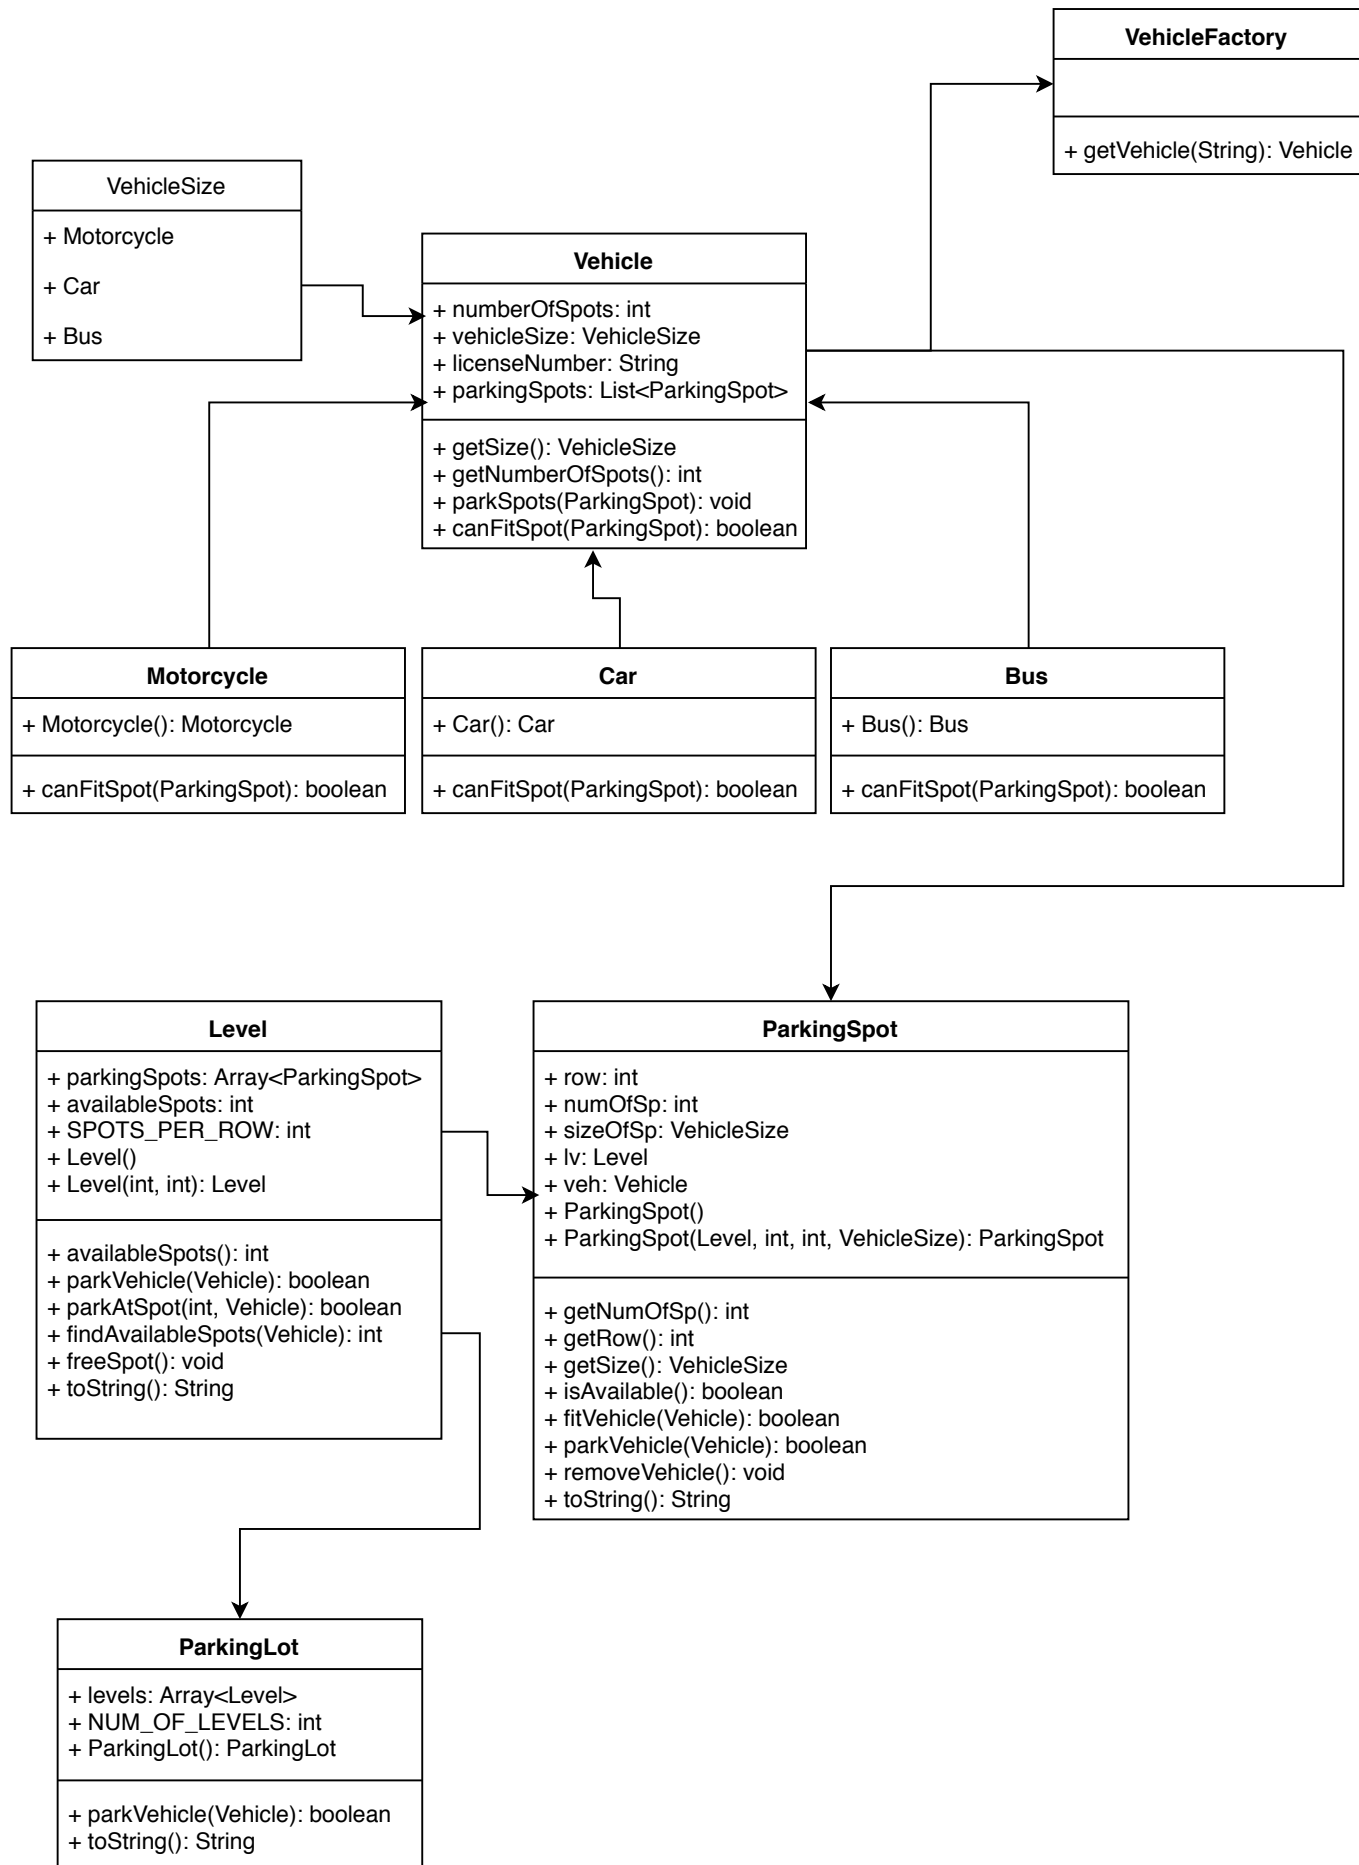 VehicleFactory
+ getVehicle(String): Vehicle
VehicleSize
+ Motorcycle
+ Car
+ Bus
Vehicle
+ numberOfSpots: int
+ vehicleSize: VehicleSize
+ licenseNumber: String
+ parkingSpots: List<ParkingSpot>
+ getSize(): VehicleSize
+ getNumberOfSpots(): int
+ parkSpots(ParkingSpot): void
+ canFitSpot(ParkingSpot): boolean
Motorcycle
+ Motorcycle(): Motorcycle
+ canFitSpot(ParkingSpot): boolean
Car
+ Car(): Car
+ canFitSpot(ParkingSpot): boolean
Bus
+ Bus(): Bus
+ canFitSpot(ParkingSpot): boolean
Level
+ parkingSpots: Array<ParkingSpot>
+ availableSpots: int
+ SPOTS_PER_ROW: int
+ Level()
+ Level(int, int): Level
+ availableSpots(): int
+ parkVehicle(Vehicle): boolean
+ parkAtSpot(int, Vehicle): boolean
+ findAvailableSpots(Vehicle): int
+ freeSpot(): void
+ toString(): String
ParkingSpot
+ row: int
+ numOfSp: int
+ sizeOfSp: VehicleSize
+ lv: Level
+ veh: Vehicle
+ ParkingSpot()
+ ParkingSpot(Level, int, int, VehicleSize): ParkingSpot
+ getNumOfSp(): int
+ getRow(): int
+ getSize(): VehicleSize
+ isAvailable(): boolean
+ fitVehicle(Vehicle): boolean
+ parkVehicle(Vehicle): boolean
+ removeVehicle(): void
+ toString(): String
ParkingLot
+ levels: Array<Level>
+ NUM_OF_LEVELS: int
+ ParkingLot(): ParkingLot
+ parkVehicle(Vehicle): boolean
+ toString(): String